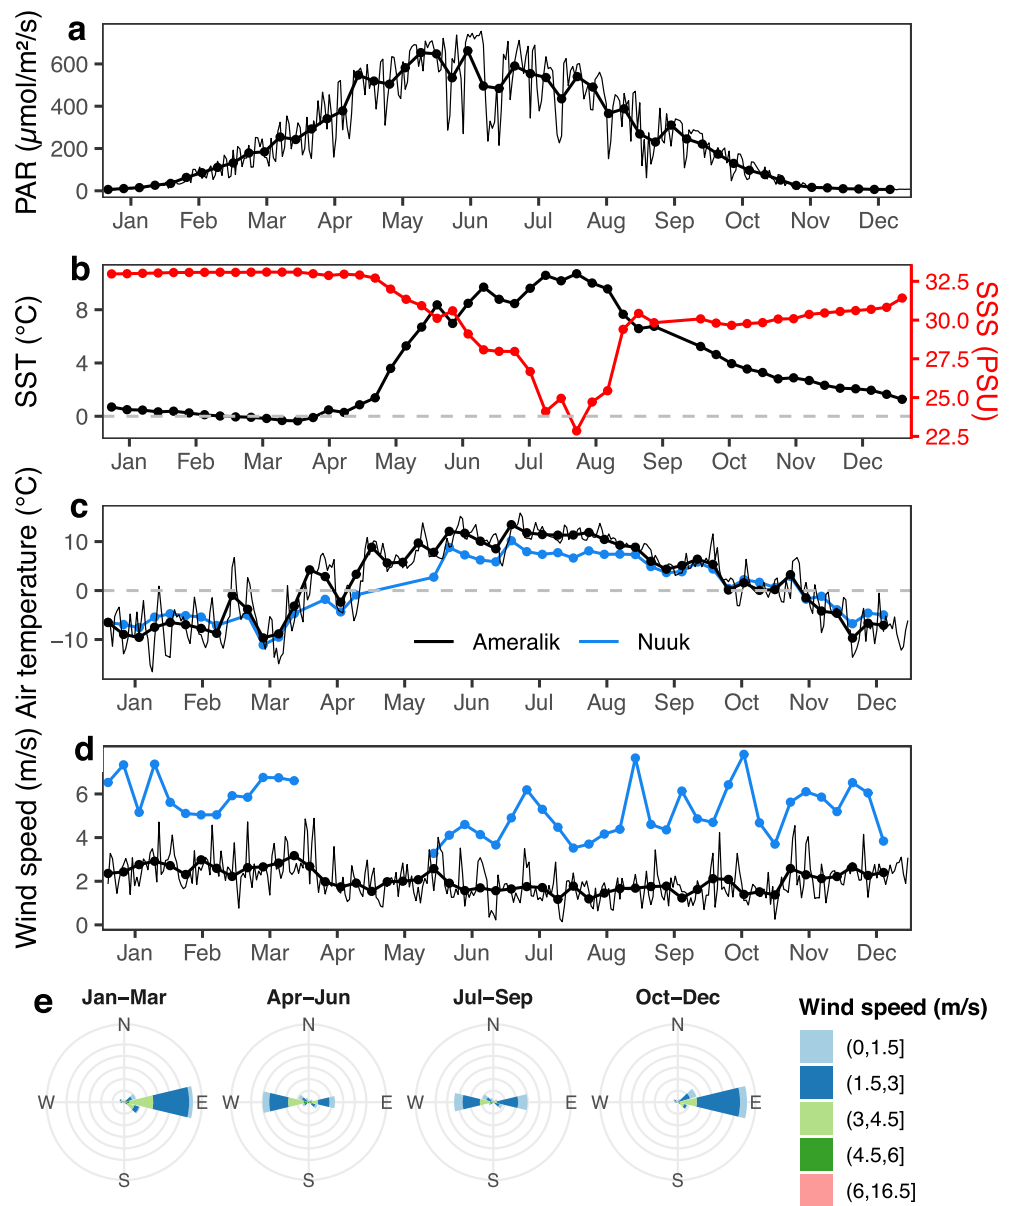 a
PAR (µmol/m²/s)
600
400
200
0
Jan Feb Mar Apr May Jun Jul Aug Sep Oct Nov Dec
b
SST (°C)
8
4
0
32.5
30.0
27.5
25.0
22.5
SSS (PSU)
Jan Feb Mar Apr May Jun Jul Aug Sep Oct Nov Dec
c
Air temperature (°C)
10
0
−10
Ameralik Nuuk
Jan Feb Mar Apr May Jun Jul Aug Sep Oct Nov Dec
d
Wind speed (m/s)
6
4
2
0
Jan Feb Mar Apr May Jun Jul Aug Sep Oct Nov Dec
e
Jan−Mar Apr−Jun Jul−Sep Oct−Dec
N N N N
W E W E W E W E
S S S S
Wind speed (m/s)
(0,1.5]
(1.5,3]
(3,4.5]
(4.5,6]
(6,16.5]